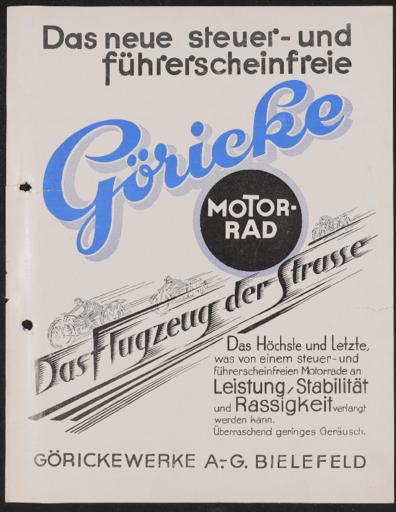 Das neue steuer- und
führerscheinfreie
Göricke
MOTOR-
RAD
Das Flugzeug der Strasse
Das Höchste und Letzte,
was von einem steuer- und
führerscheinfreien Motorrade an
Leistung, Stabilität
und Rassigkeit verlangt
werden kann.
Überraschend geringes Geräusch.
GÖRICKEWERKE A.-G. BIELEFELD